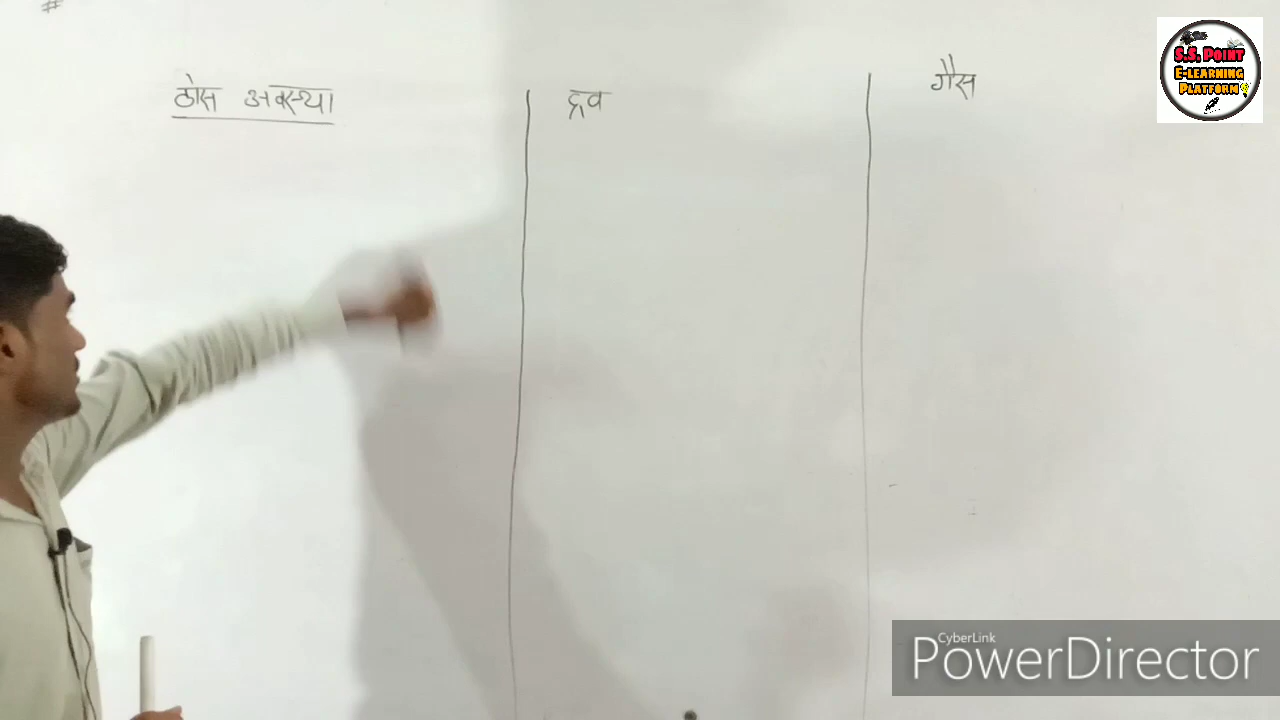 #
ठोस अवस्था
द्रव
गैस
S.S. POINT
E-LEARNING
PLATFORM
CyberLink
PowerDirector